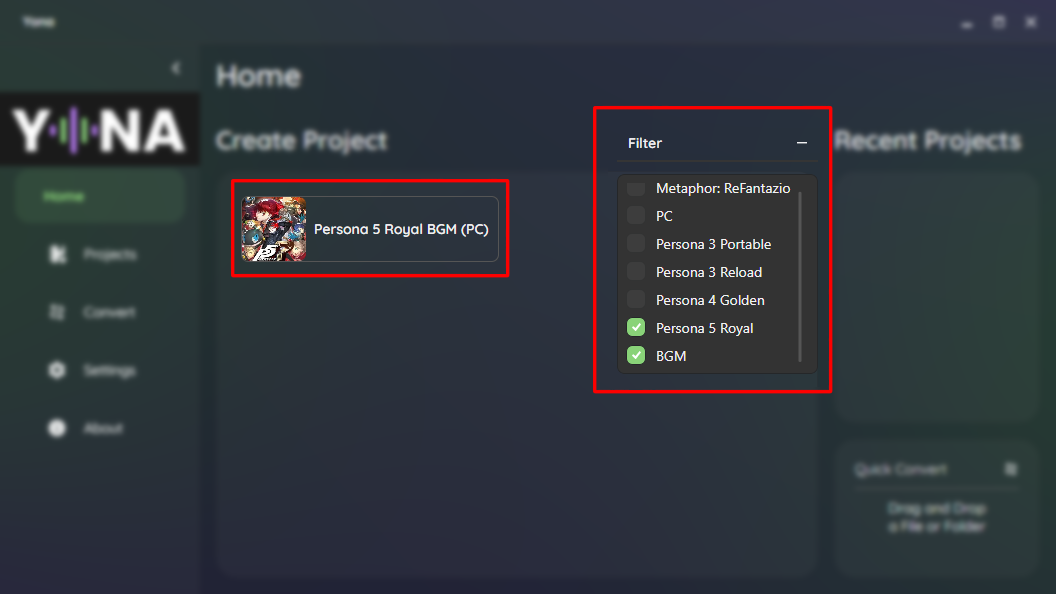 Yona
YONA
Home
Projects
Convert
Settings
About
Home
Create Project
Persona 5 Royal BGM (PC)
Filter
Metaphor: ReFantazio
PC
Persona 3 Portable
Persona 3 Reload
Persona 4 Golden
Persona 5 Royal
BGM
Recent Projects
Quick Convert
Drag and Drop
a File or Folder